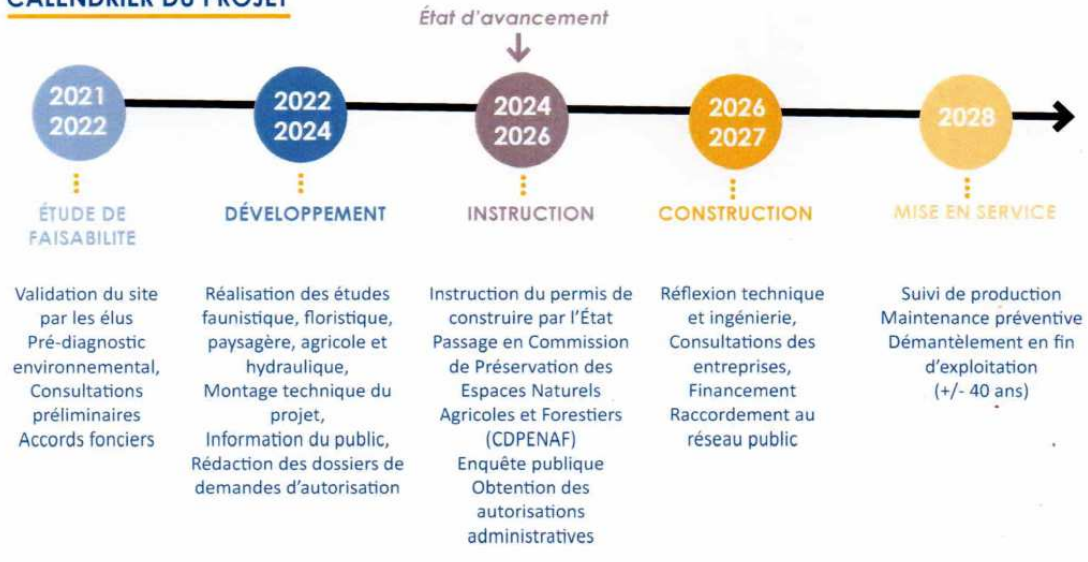 CALENDRIER DU PROJET
État d'avancement
2021
2022
2022
2024
2024
2026
2026
2027
2028
ÉTUDE DE
FAISABILITE
DÉVELOPPEMENT
INSTRUCTION
CONSTRUCTION
MISE EN SERVICE
Validation du site
par les élus
Pré-diagnostic
environnemental,
Consultations
préliminaires
Accords fonciers
Réalisation des études
faunistique, floristique,
paysagère, agricole et
hydraulique,
Montage technique du
projet,
Information du public,
Rédaction des dossiers de
demandes d'autorisation
Instruction du permis de
construire par l'État
Passage en Commission
de Préservation des
Espaces Naturels
Agricoles et Forestiers
(CDPENAF)
Enquête publique
Obtention des
autorisations
administratives
Réflexion technique
et ingénierie,
Consultations des
entreprises,
Financement
Raccordement au
réseau public
Suivi de production
Maintenance préventive
Démantèlement en fin
d'exploitation
(+/- 40 ans)